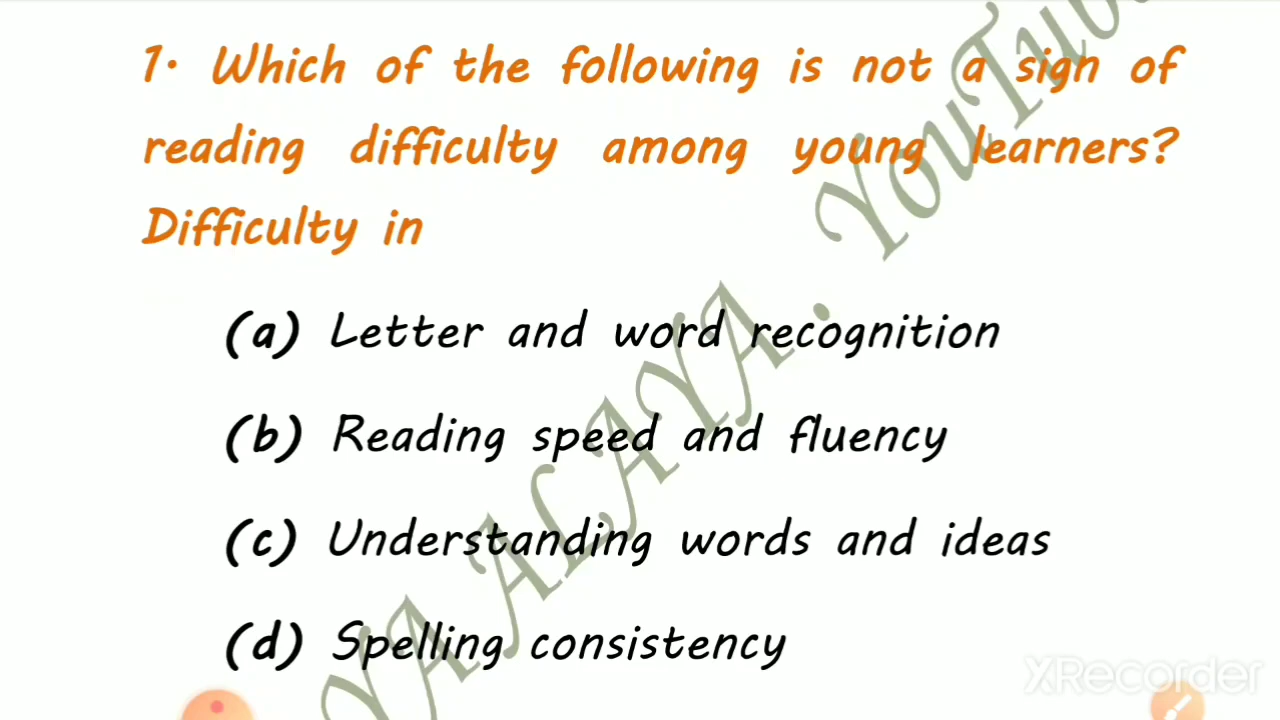 1. Which of the following is not a sign of
reading difficulty among young learners?
Difficulty in
(a) Letter and word recognition
(b) Reading speed and fluency
(c) Understanding words and ideas
(d) Spelling consistency
XRecorder